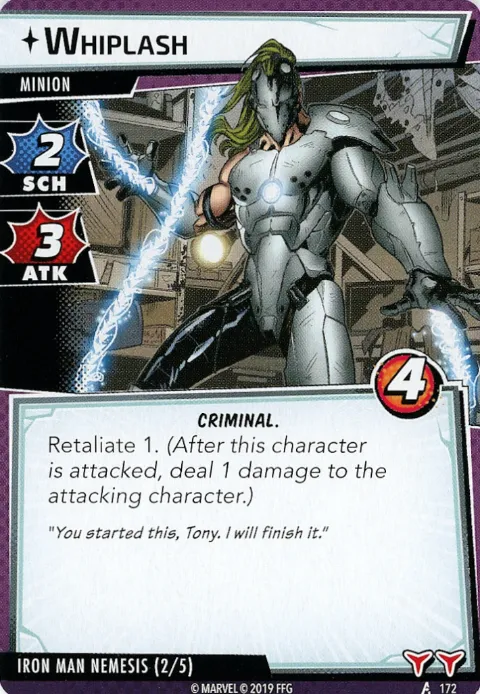 WHIPLASH
MINION
2
SCH
3
ATK
4
CRIMINAL.
Retaliate 1. (After this character
is attacked, deal 1 damage to the
attacking character.)
"You started this, Tony. I will finish it."
IRON MAN NEMESIS (2/5)
© MARVEL © 2019 FFG
172